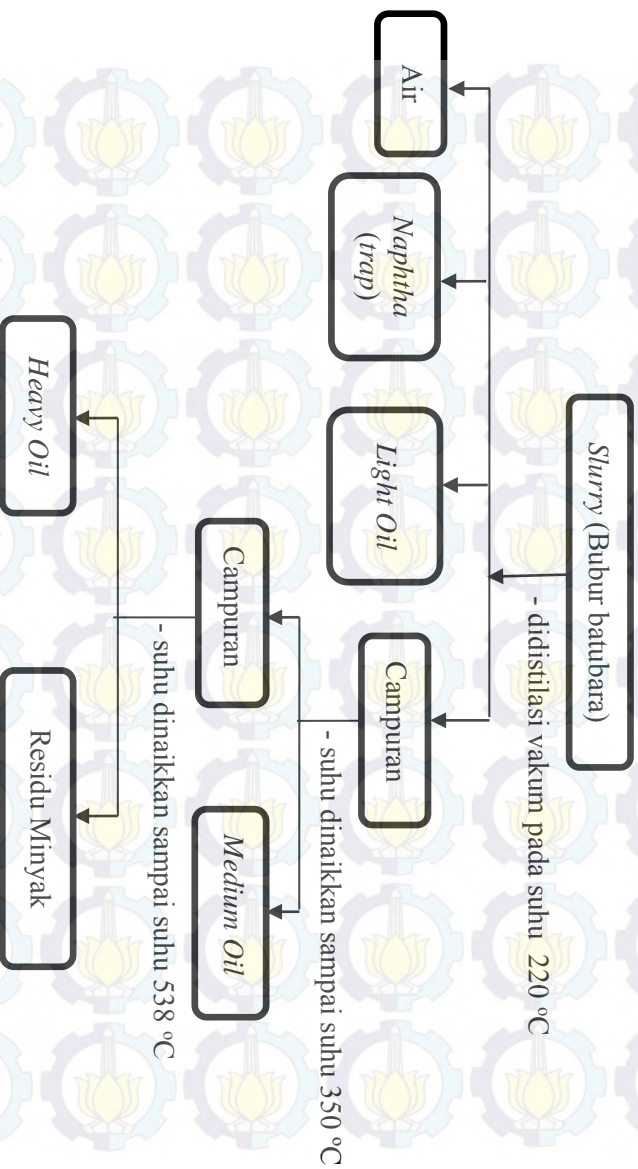 Slurry (Bubur batubara)
- didistilasi vakum pada suhu 220 °C
Air
Naphtha
(trap)
Light Oil
Campuran
- suhu dinaikkan sampai suhu 350 °C
Campuran
Medium Oil
- suhu dinaikkan sampai suhu 538 °C
Heavy Oil
Residu Minyak